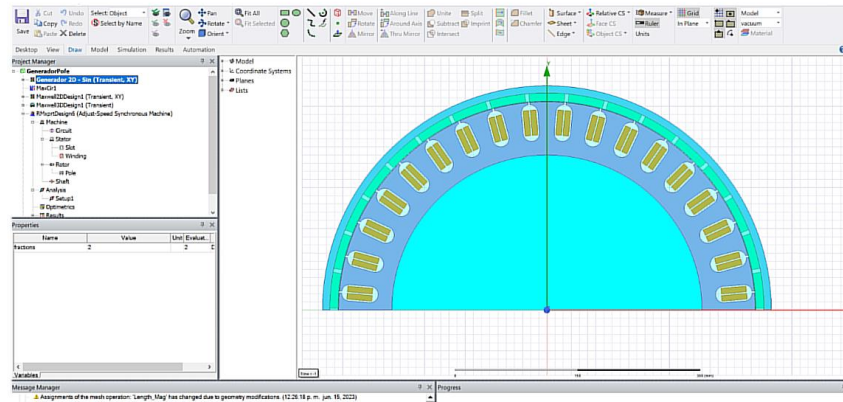 Save
Cut
Undo
Select: Object
Copy
Redo
Select by Name
Paste
Delete
Zoom
Pan
Rotate
Orient
Fit All
Fit Selected
Move
Along Line
Unite
Split
Rotate
Around Axis
Subtract
Imprint
Mirror
Thru Mirror
Intersect
Fillet
Chamfer
Surface
Sheet
Edge
Relative CS
Face CS
Object CS
Measure
Ruler
Units
Grid
In Plane
Model
vacuum
Material
Desktop View Draw Model Simulation Results Automation
Project Manager
GeneradorPofe
Generador 2D - Sin (Transient, XY)
MaxCir1
Maxwell2DDesign1 (Transient, XY)
Maxwell3DDesign1 (Transient)
RMxprtDesign6 (Adjust-Speed Synchronous Machine)
Machine
Circuit
Stator
Slot
Winding
Rotor
Pole
Shaft
Analysis
Setup1
Optimetrics
Results
Model
Coordinate Systems
Planes
Lists
Properties
Name Value Unit Evaluat...
fractions 2 2
Variables
Message Manager
Progress
Assignments of the mesh operation: 'Length_Mag' has changed due to geometry modifications. (12:26:18 p. m. jun. 15, 2023)